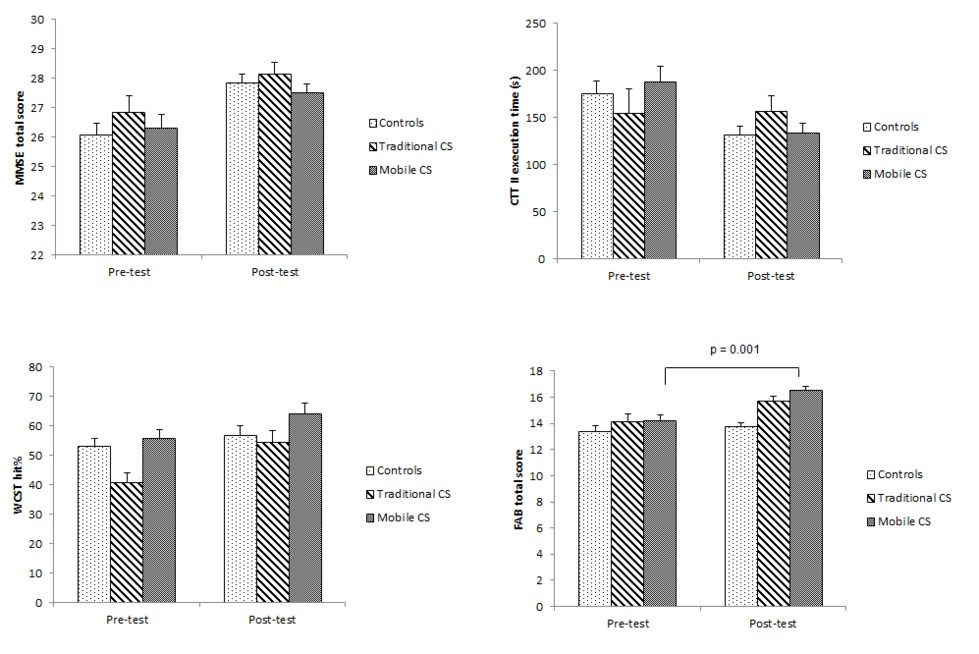 MMSE total score
30
29
28
27
26
25
24
23
22
Pre-test Post-test
Controls
Traditional CS
Mobile CS
CTT II execution time (s)
250
200
150
100
50
0
Pre-test Post-test
Controls
Traditional CS
Mobile CS
WCST hit%
80
70
60
50
40
30
20
10
0
Pre-test Post-test
Controls
Traditional CS
Mobile CS
p = 0.001
FAB total score
18
16
14
12
10
8
6
4
2
0
Pre-test Post-test
Controls
Traditional CS
Mobile CS